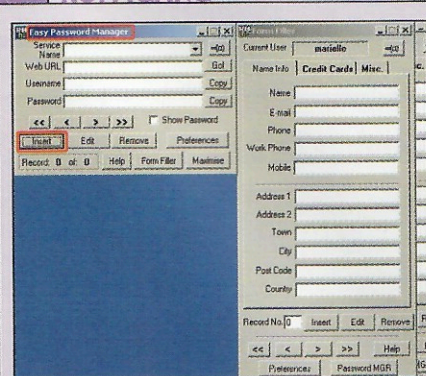 Easy Password Manager
Service Name
Web URL
Go!
Username
Copy
Password
Copy
<< < > >>
Show Password
Insert Edit Remove Preferences
Record: 0 of: 0 Help Form Filler Maximise
Form Filler
Current User marielle
Name Info Credit Cards Misc.
Name
E-mail
Phone
Work Phone
Mobile
Address 1
Address 2
Town
City
Post Code
Country
Record No. 0 Insert Edit Remove
<< < > >> Help
Preferences Password MGR